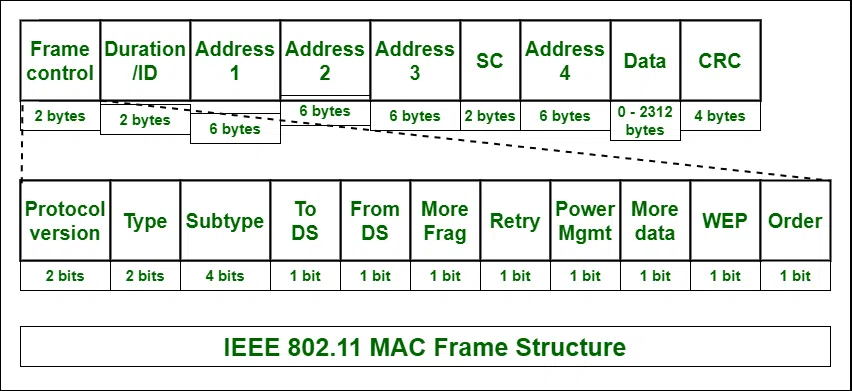 Frame control
Duration /ID
Address 1
Address 2
Address 3
SC
Address 4
Data
CRC
2 bytes
2 bytes
6 bytes
6 bytes
6 bytes
2 bytes
6 bytes
0 - 2312 bytes
4 bytes
Protocol version
Type
Subtype
To DS
From DS
More Frag
Retry
Power Mgmt
More data
WEP
Order
2 bits
2 bits
4 bits
1 bit
1 bit
1 bit
1 bit
1 bit
1 bit
1 bit
1 bit
IEEE 802.11 MAC Frame Structure